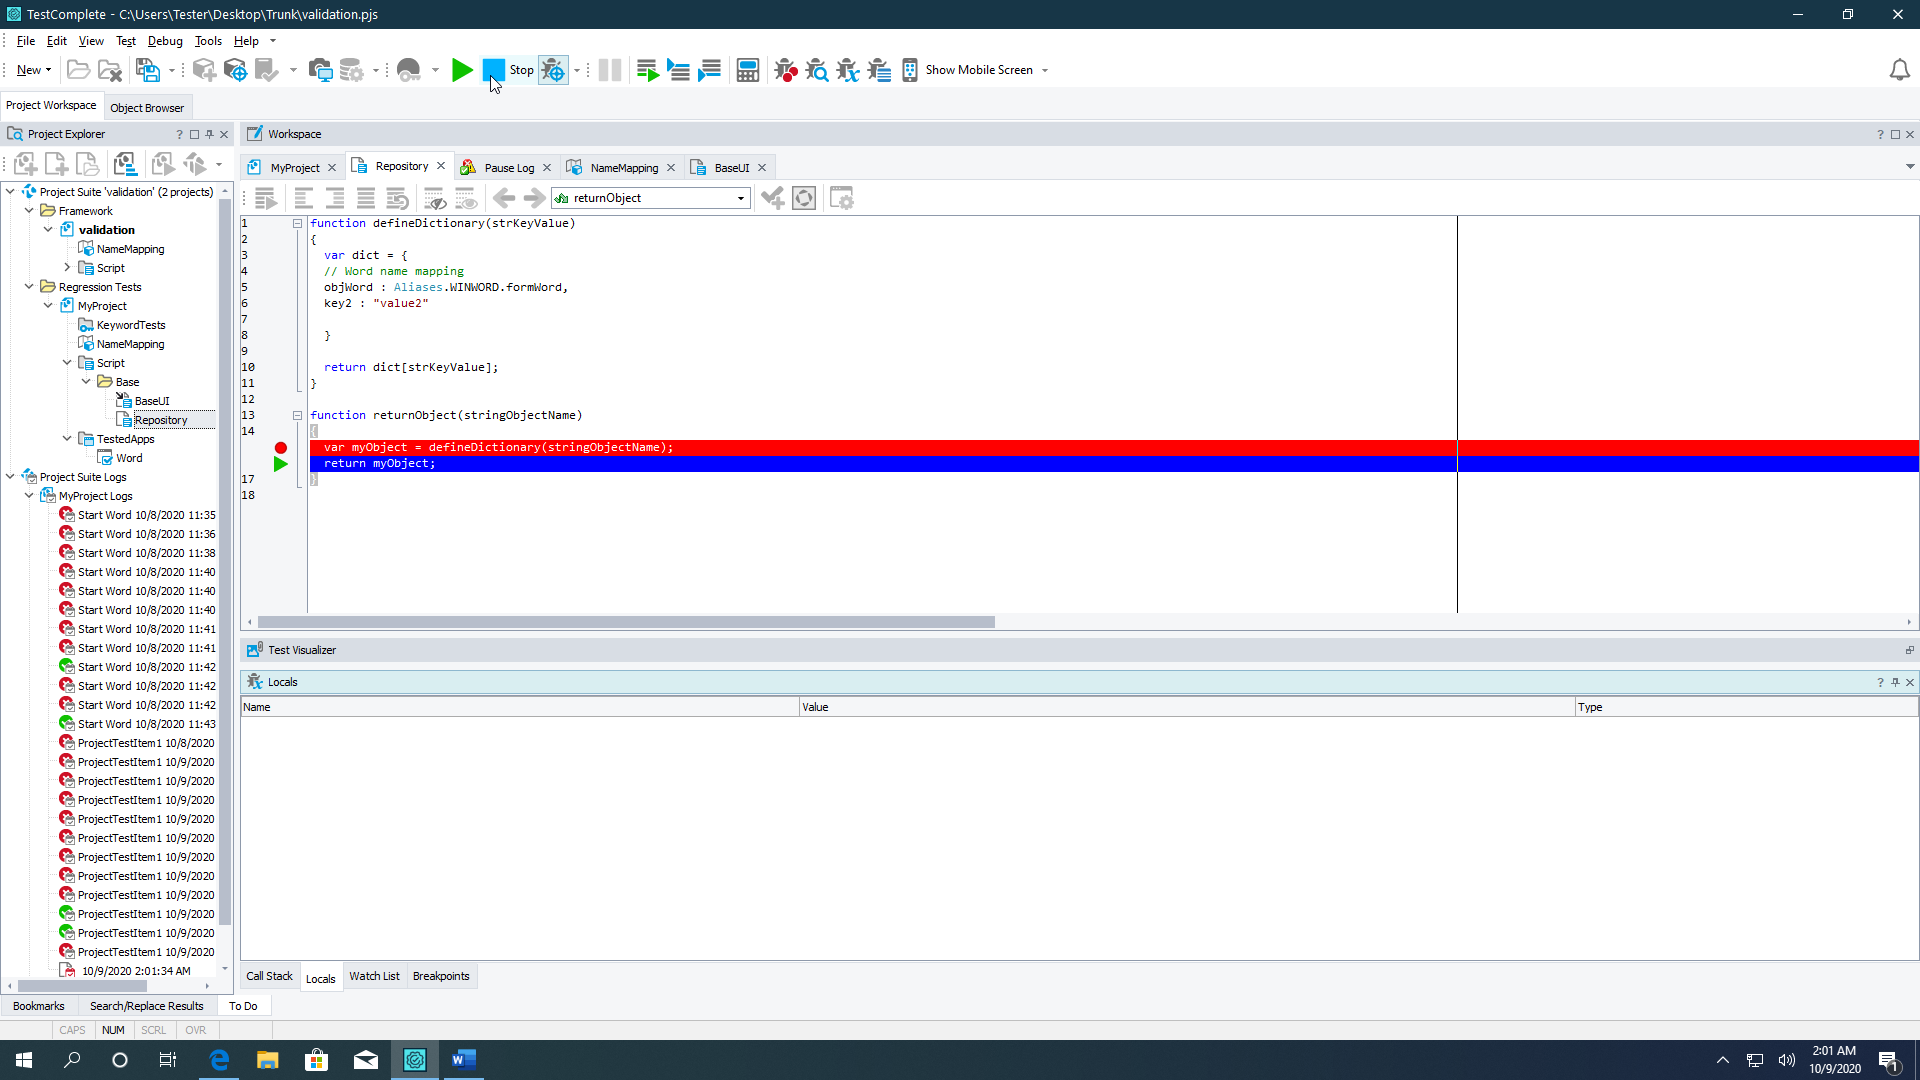 TestComplete - C:\Users\Tester\Desktop\Trunk\validation.pjs
File Edit View Test Debug Tools Help
New Stop Show Mobile Screen
Project Workspace Object Browser
Project Explorer
Project Suite 'validation' (2 projects)
Framework
validation
NameMapping
Script
Regression Tests
MyProject
KeywordTests
NameMapping
Script
Base
BaseUI
Repository
TestedApps
Word
Project Suite Logs
MyProject Logs
Start Word 10/8/2020 11:35
Start Word 10/8/2020 11:36
Start Word 10/8/2020 11:38
Start Word 10/8/2020 11:40
Start Word 10/8/2020 11:40
Start Word 10/8/2020 11:40
Start Word 10/8/2020 11:41
Start Word 10/8/2020 11:41
Start Word 10/8/2020 11:42
Start Word 10/8/2020 11:42
Start Word 10/8/2020 11:42
Start Word 10/8/2020 11:43
ProjectTestItem1 10/8/2020
ProjectTestItem1 10/9/2020
ProjectTestItem1 10/9/2020
ProjectTestItem1 10/9/2020
ProjectTestItem1 10/9/2020
ProjectTestItem1 10/9/2020
ProjectTestItem1 10/9/2020
ProjectTestItem1 10/9/2020
ProjectTestItem1 10/9/2020
ProjectTestItem1 10/9/2020
ProjectTestItem1 10/9/2020
ProjectTestItem1 10/9/2020
10/9/2020 2:01:34 AM
Workspace
MyProject Repository Pause Log NameMapping BaseUI
returnObject
1 function defineDictionary(strKeyValue)
2 {
3 var dict = {
4 // Word name mapping
5 objWord : Aliases.WINWORD.formWord,
6 key2 : "value2"
7
8 }
9
10 return dict[strKeyValue];
11 }
12
13 function returnObject(stringObjectName)
14 {
var myObject = defineDictionary(stringObjectName);
return myObject;
17 }
18
Test Visualizer
Locals
Name Value Type
Call Stack Locals Watch List Breakpoints
Bookmarks Search/Replace Results To Do
CAPS NUM SCRL OVR
2:01 AM
10/9/2020
1